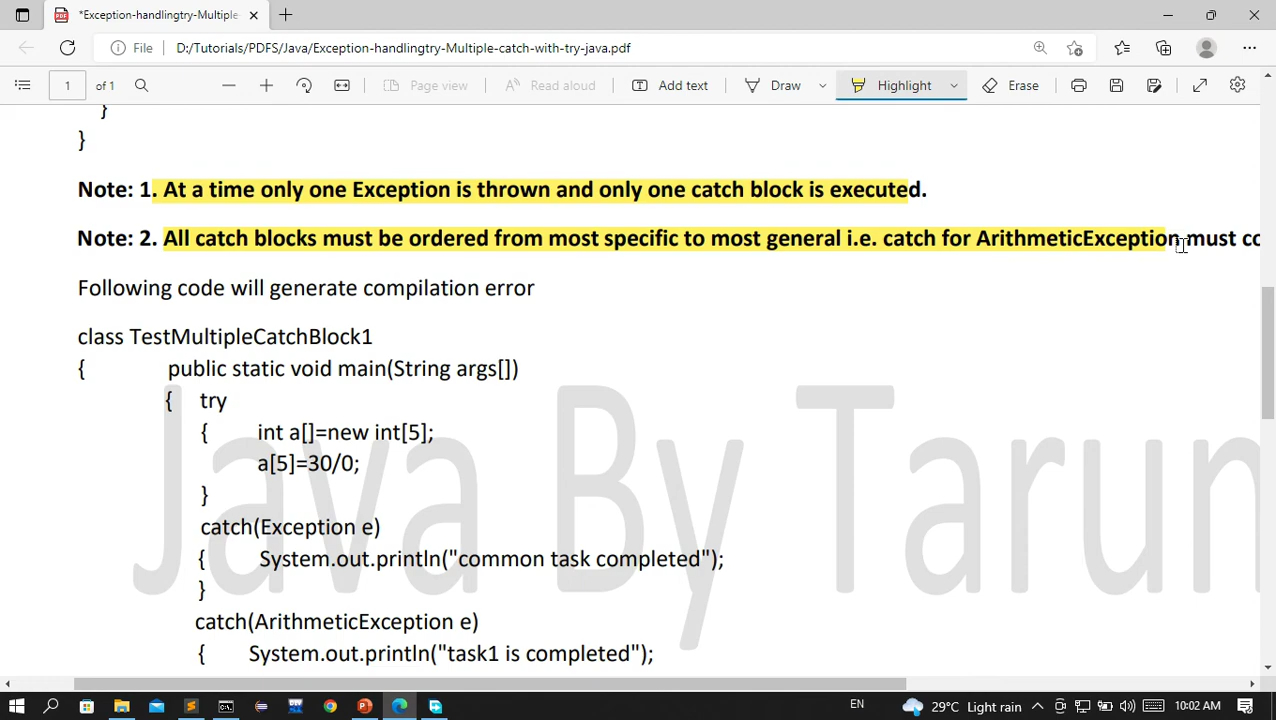 *Exception-handlingtry-Multiple-
File D:/Tutorials/PDFS/Java/Exception-handlingtry-Multiple-catch-with-try-java.pdf
1 of 1 Page view Read aloud Add text Draw Highlight Erase
}
}
Note: 1. At a time only one Exception is thrown and only one catch block is executed.
Note: 2. All catch blocks must be ordered from most specific to most general i.e. catch for ArithmeticException must co
Following code will generate compilation error
class TestMultipleCatchBlock1
{ public static void main(String args[])
{ try
{ int a[]=new int[5];
a[5]=30/0;
}
catch(Exception e)
{ System.out.println("common task completed");
}
catch(ArithmeticException e)
{ System.out.println("task1 is completed");
Java By Tarun
EN 29°C Light rain 10:02 AM